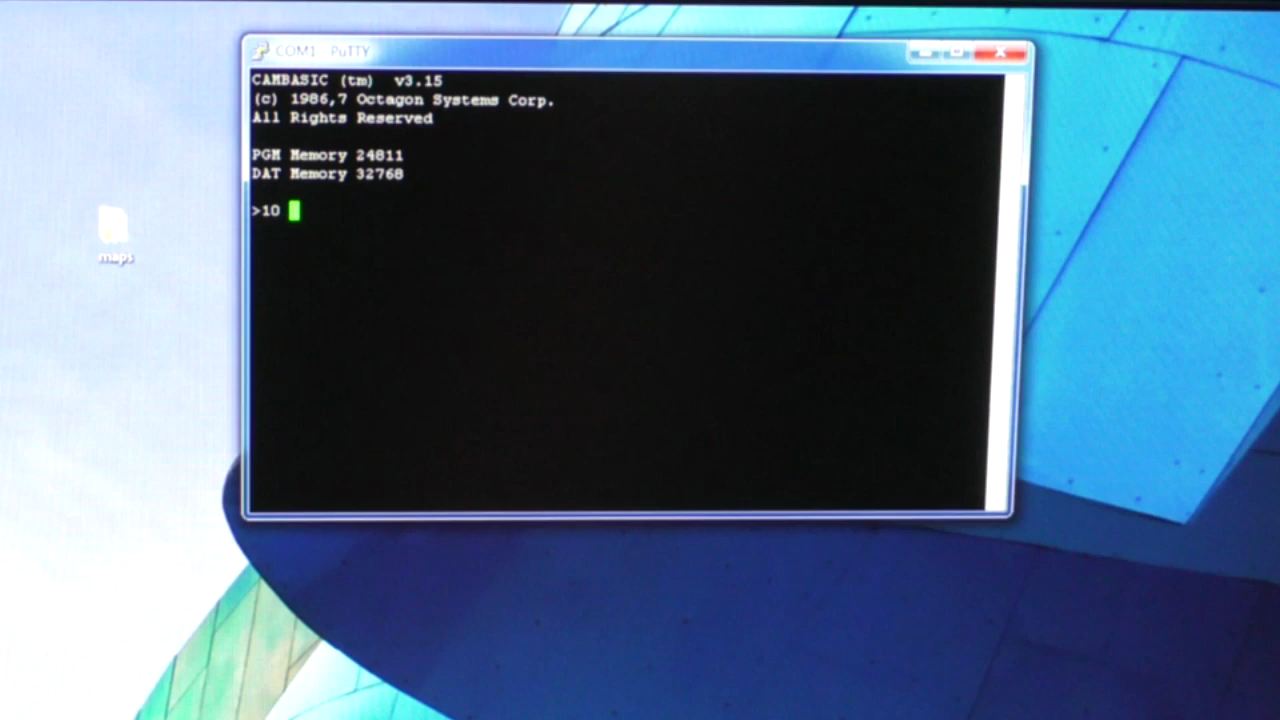 COM1 - PuTTY
CAMBASIC (tm)  v3.15
(c) 1986,7 Octagon Systems Corp.
All Rights Reserved
PGM Memory 24811
DAT Memory 32768
>10
maps